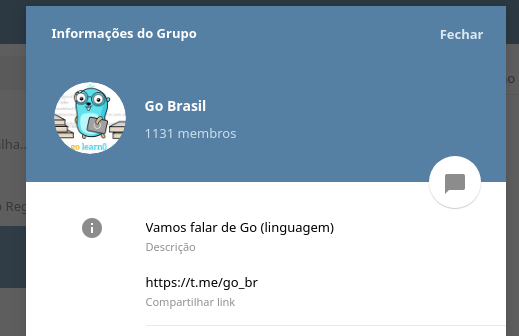 Informações do Grupo
Fechar
Go Brasil
1131 membros
go learn()
Vamos falar de Go (linguagem)
Descrição
https://t.me/go_br
Compartilhar link
lha..
Reg